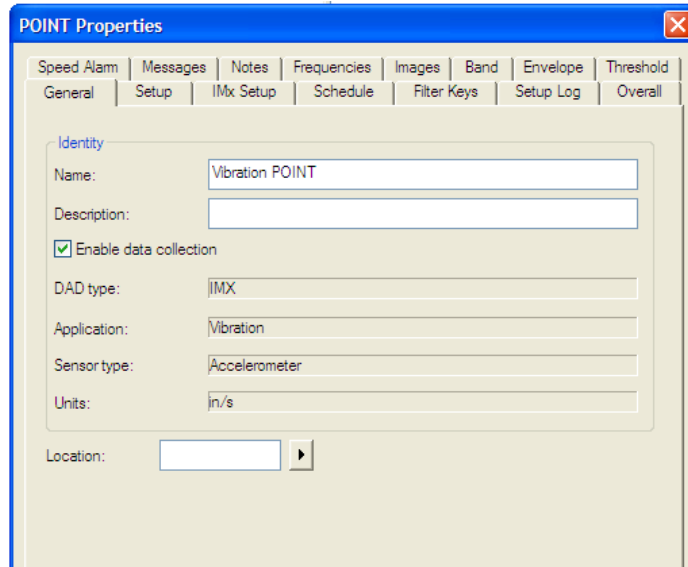 POINT Properties
Speed Alarm Messages Notes Frequencies Images Band Envelope Threshold
General Setup IMx Setup Schedule Filter Keys Setup Log Overall
Identity
Name: Vibration POINT
Description:
Enable data collection
DAD type: IMX
Application: Vibration
Sensor type: Accelerometer
Units: in/s
Location: